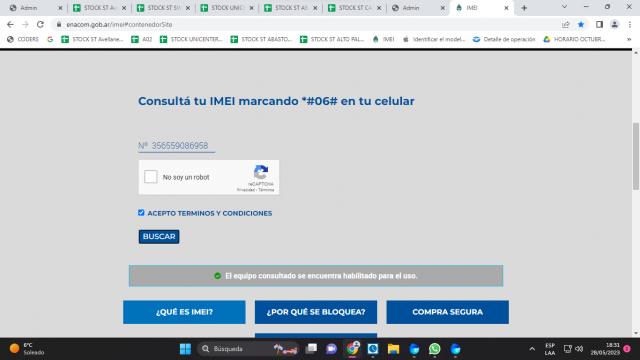 Admin
STOCK ST Av
STOCK ST SI
STOCK UNIC
STOCK ST AB
STOCK ST CA
Admin
IMEI
enacom.gob.ar/imei#contenedorSite
CODERS
STOCK ST Avellane...
A02
STOCK UNICENTER...
STOCK ST ABASTO...
STOCK ST ALTO PAL...
IMEI
Identificar el model...
Detalle de operación
HORARIO OCTUBR...
Consultá tu IMEI marcando *#06# en tu celular
Nº 356559086958
No soy un robot
reCAPTCHA
Privacidad - Términos
ACEPTO TERMINOS Y CONDICIONES
BUSCAR
El equipo consultado se encuentra habilitado para el uso.
¿QUÉ ES IMEI?
¿POR QUÉ SE BLOQUEA?
COMPRA SEGURA
6°C
Soleado
Búsqueda
ESP
LAA
18:31
28/05/2023